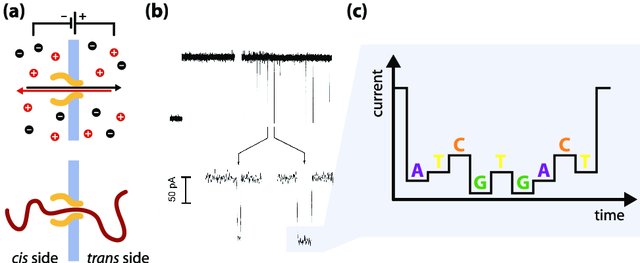 (a)
− +
cis side
trans side
(b)
50 pA
(c)
current
A T C G T G A C T
time